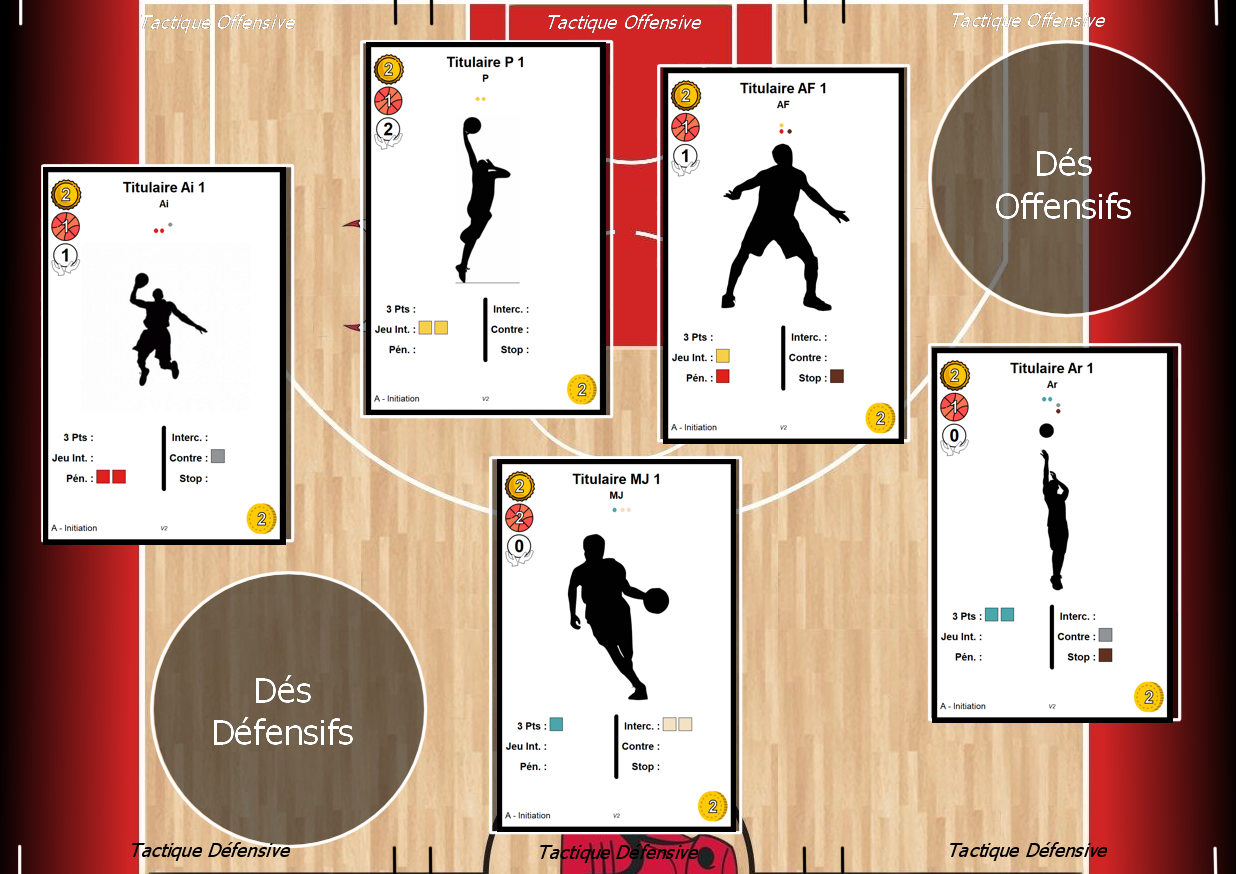 Tactique Offensive
Tactique Offensive
Tactique Offensive
2
Titulaire P 1
P
1
2
3 Pts :
Interc. :
Jeu Int. :
Contre :
Pén. :
Stop :
2
A - Initiation
V2
2
Titulaire AF 1
AF
1
1
3 Pts :
Interc. :
Jeu Int. :
Contre :
Pén. :
Stop :
2
A - Initiation
V2
Dés
Offensifs
2
Titulaire Ai 1
Ai
1
1
3 Pts :
Interc. :
Jeu Int. :
Contre :
Pén. :
Stop :
2
A - Initiation
V2
2
Titulaire Ar 1
Ar
1
0
3 Pts :
Interc. :
Jeu Int. :
Contre :
Pén. :
Stop :
2
A - Initiation
V2
2
Titulaire MJ 1
MJ
2
0
3 Pts :
Interc. :
Jeu Int. :
Contre :
Pén. :
Stop :
2
A - Initiation
V2
Dés
Défensifs
Tactique Défensive
Tactique Défensive
Tactique Défensive